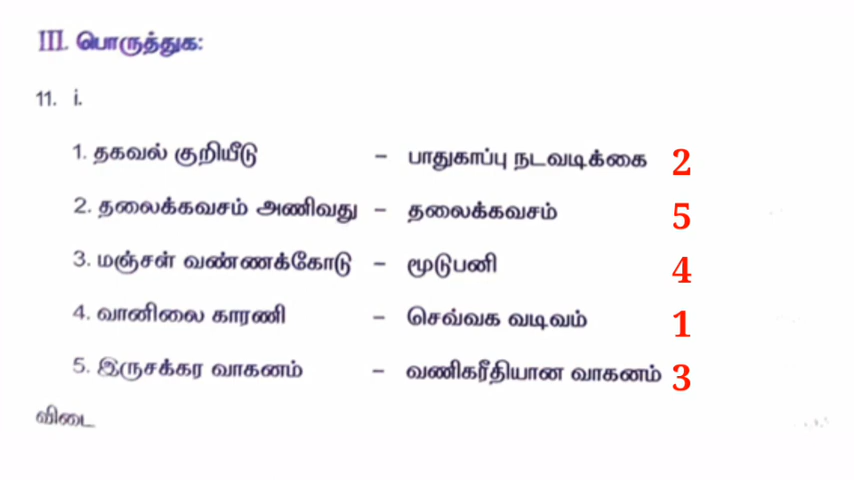 III. பொருத்துக:
11. i.
1. தகவல் குறியீடு – பாதுகாப்பு நடவடிக்கை 2
2. தலைக்கவசம் அணிவது – தலைக்கவசம் 5
3. மஞ்சள் வண்ணக்கோடு – மூடுபனி 4
4. வானிலை காரணி – செவ்வக வடிவம் 1
5. இருசக்கர வாகனம் – வணிகரீதியான வாகனம் 3
விடை